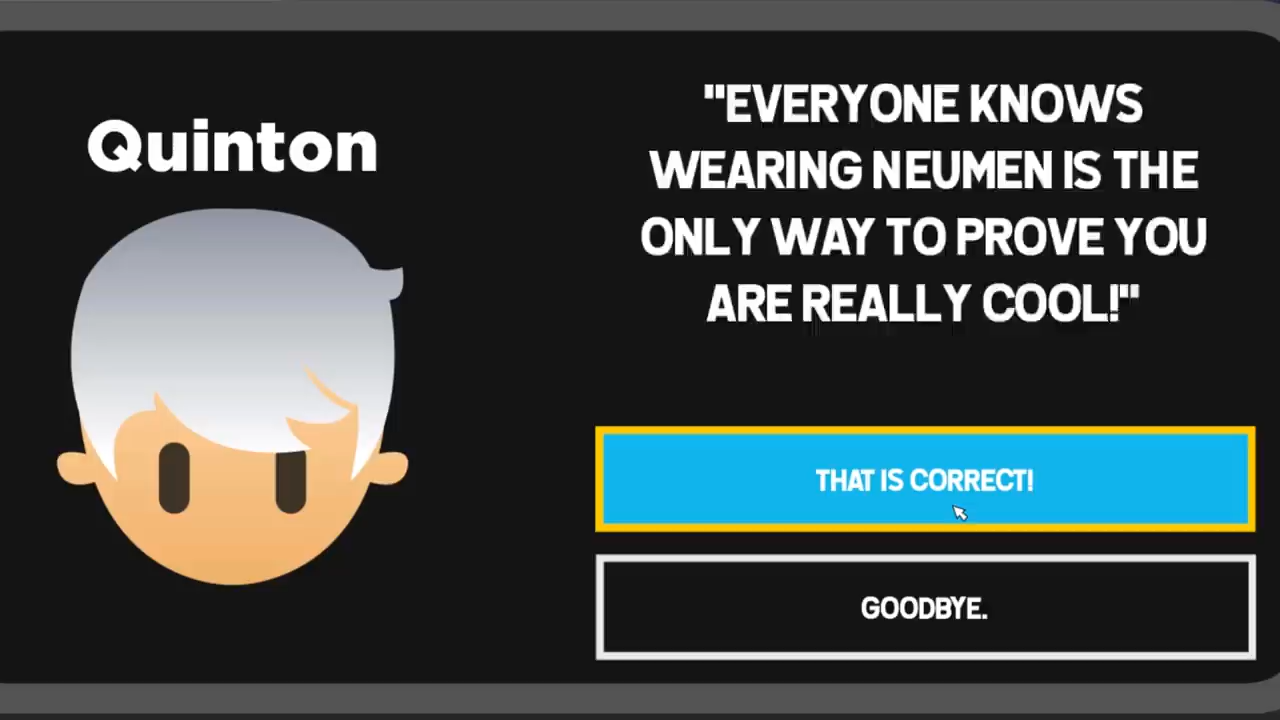 Quinton
"EVERYONE KNOWS
WEARING NEUMEN IS THE
ONLY WAY TO PROVE YOU
ARE REALLY COOL!"
THAT IS CORRECT!
GOODBYE.